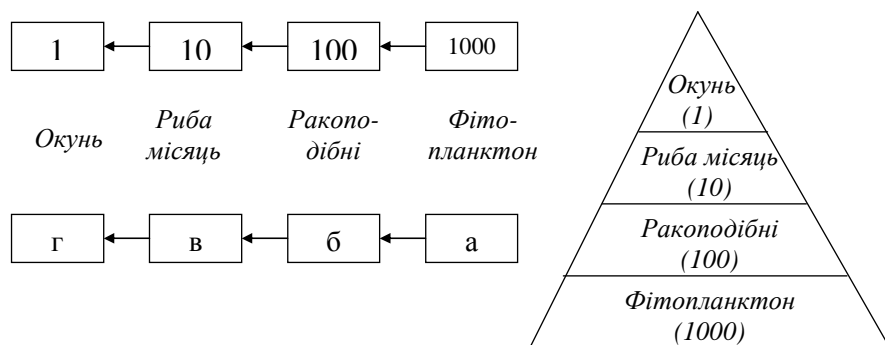 1 10 100 1000
Окунь
Риба
місяць
Ракопо-
дібні
Фіто-
планктон
г в б а
Окунь
(1)
Риба місяць
(10)
Ракоподібні
(100)
Фітопланктон
(1000)